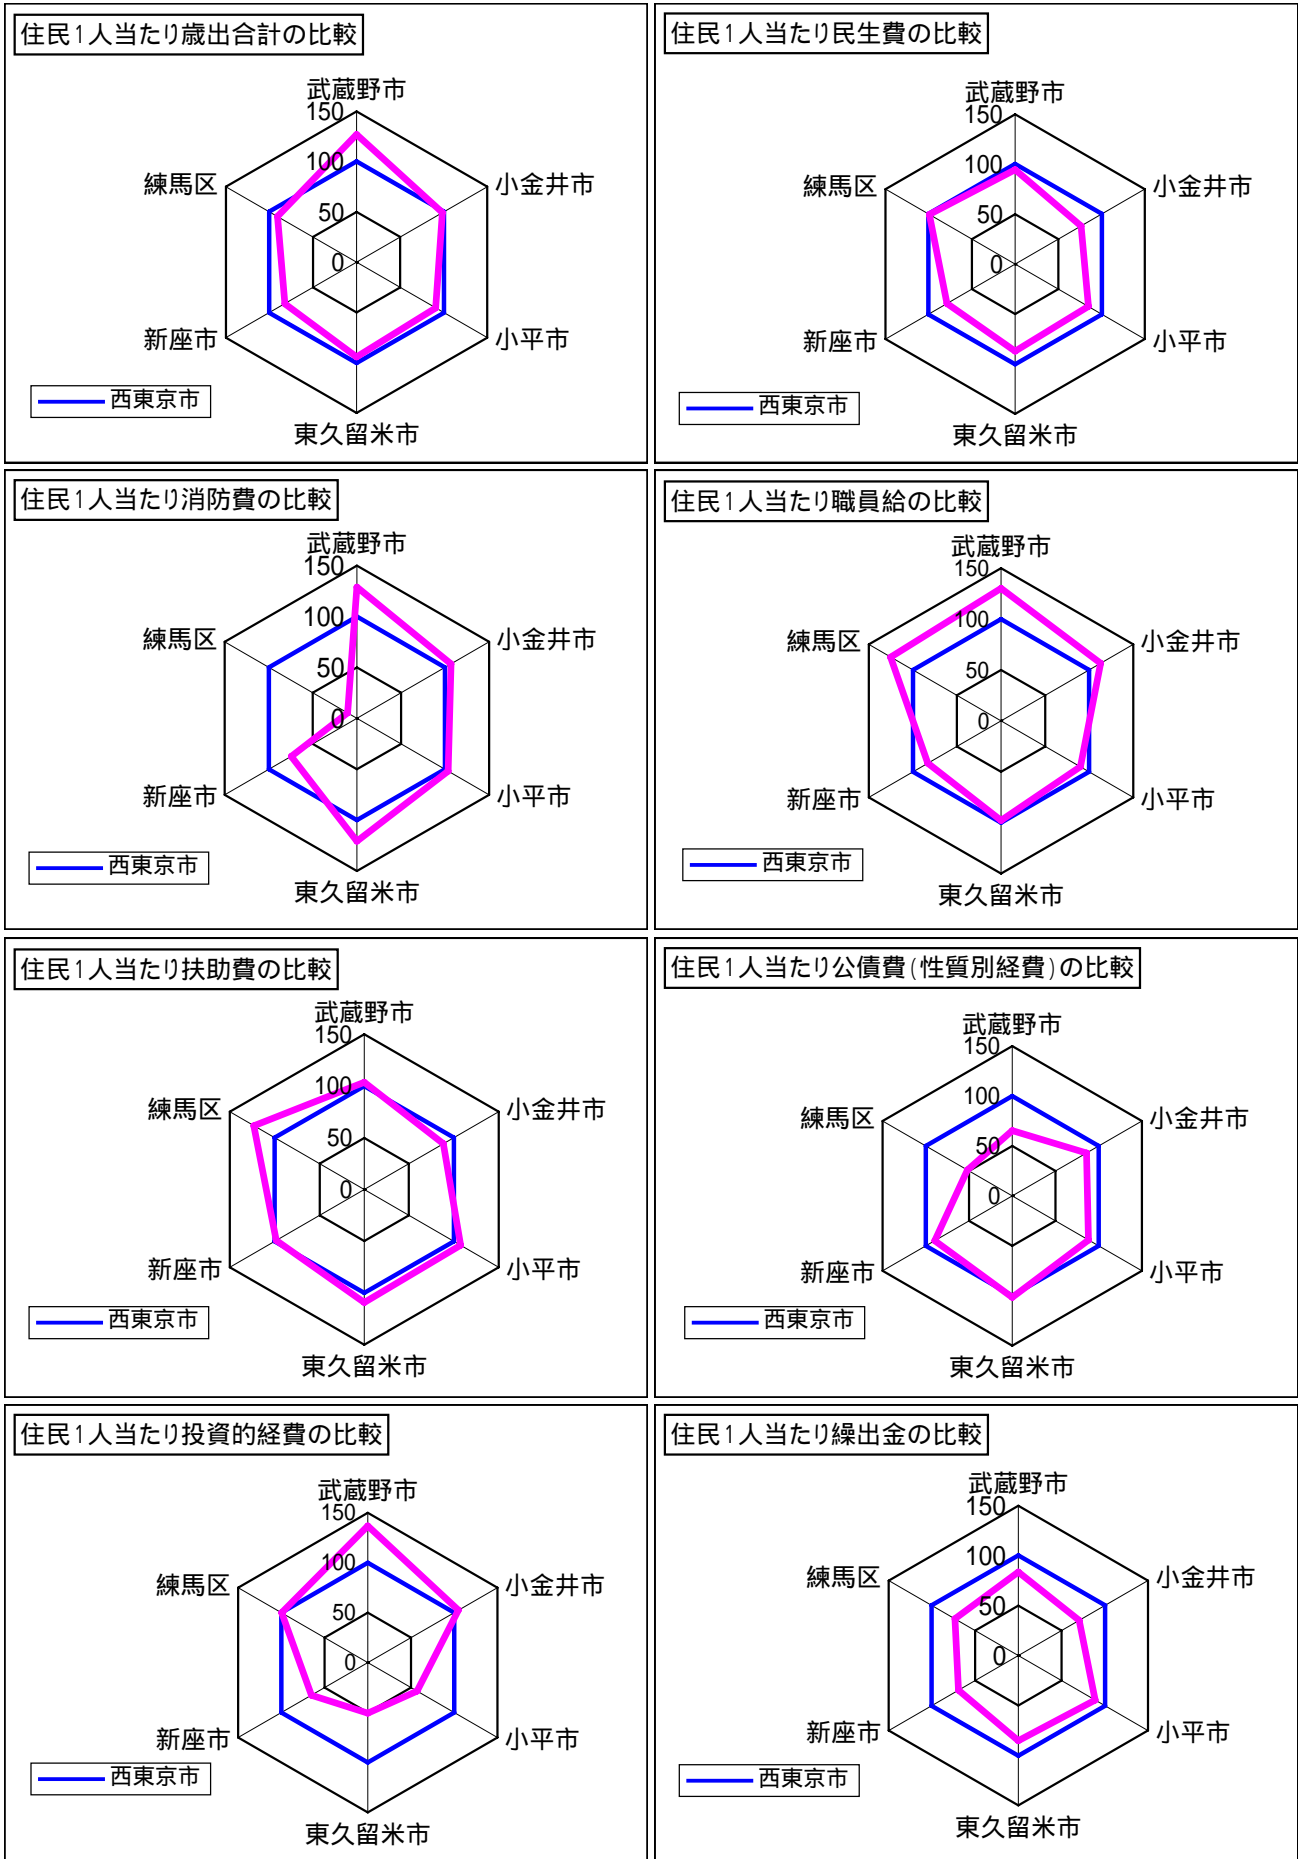 住民1人当たり歳出合計の比較
武蔵野市
150
100
50
0
練馬区
小金井市
新座市
小平市
東久留米市
西東京市
住民1人当たり民生費の比較
武蔵野市
150
100
50
0
練馬区
小金井市
新座市
小平市
東久留米市
西東京市
住民1人当たり消防費の比較
武蔵野市
150
100
50
0
練馬区
小金井市
新座市
小平市
東久留米市
西東京市
住民1人当たり職員給の比較
武蔵野市
150
100
50
0
練馬区
小金井市
新座市
小平市
東久留米市
西東京市
住民1人当たり扶助費の比較
武蔵野市
150
100
50
0
練馬区
小金井市
新座市
小平市
東久留米市
西東京市
住民1人当たり公債費(性質別経費)の比較
武蔵野市
150
100
50
0
練馬区
小金井市
新座市
小平市
東久留米市
西東京市
住民1人当たり投資的経費の比較
武蔵野市
150
100
50
0
練馬区
小金井市
新座市
小平市
東久留米市
西東京市
住民1人当たり繰出金の比較
武蔵野市
150
100
50
0
練馬区
小金井市
新座市
小平市
東久留米市
西東京市